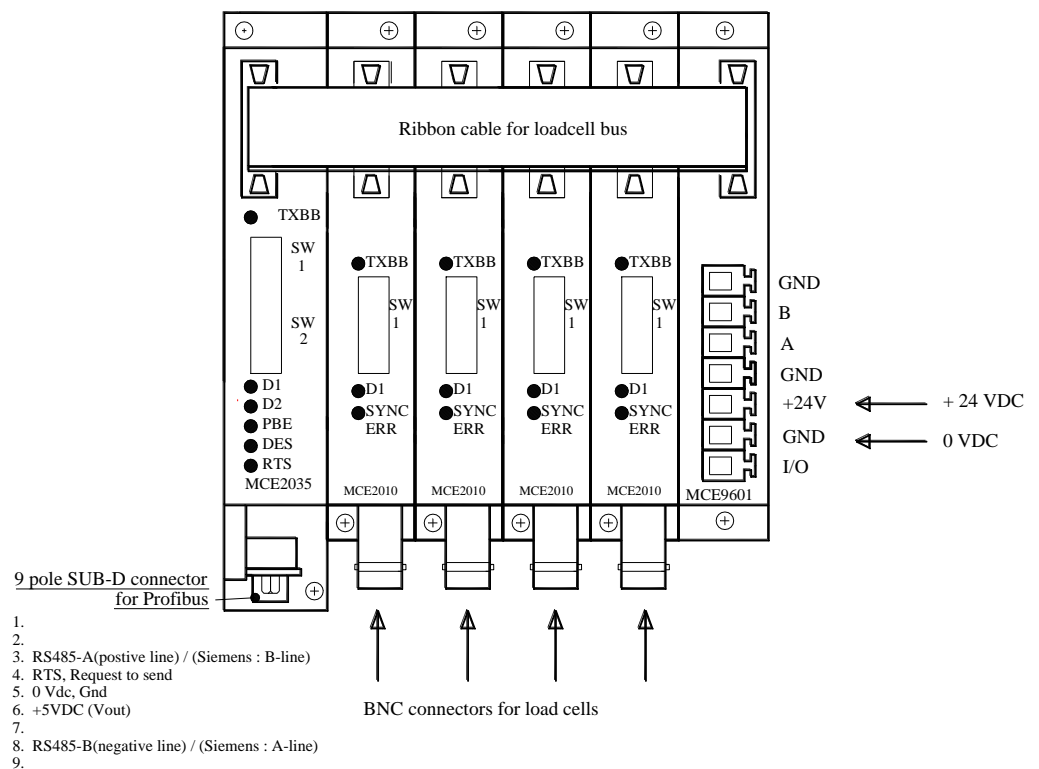 Ribbon cable for loadcell bus
TXBB
SW
1
SW
2
D1
D2
PBE
DES
RTS
MCE2035
TXBB
SW
1
D1
SYNC
ERR
MCE2010
TXBB
SW
1
D1
SYNC
ERR
MCE2010
TXBB
SW
1
D1
SYNC
ERR
MCE2010
TXBB
SW
1
D1
SYNC
ERR
MCE2010
GND
B
A
GND
+24V
GND
I/O
MCE9601
+ 24 VDC
0 VDC
9 pole SUB-D connector
for Profibus
1.
2.
3. RS485-A(postive line) / (Siemens : B-line)
4. RTS, Request to send
5. 0 Vdc, Gnd
6. +5VDC (Vout)
7.
8. RS485-B(negative line) / (Siemens : A-line)
9.
BNC connectors for load cells